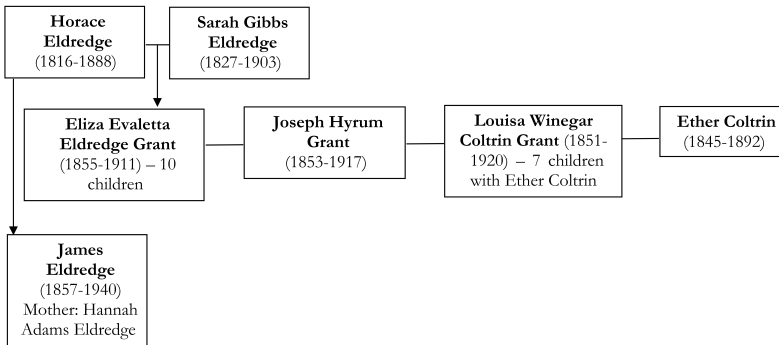 Horace
Eldredge
(1816-1888)
Sarah Gibbs
Eldredge
(1827-1903)
Eliza Evaletta
Eldredge Grant
(1855-1911) – 10
children
Joseph Hyrum
Grant
(1853-1917)
Louisa Winegar
Coltrin Grant (1851-
1920) – 7 children
with Ether Coltrin
Ether Coltrin
(1845-1892)
James
Eldredge
(1857-1940)
Mother: Hannah
Adams Eldredge